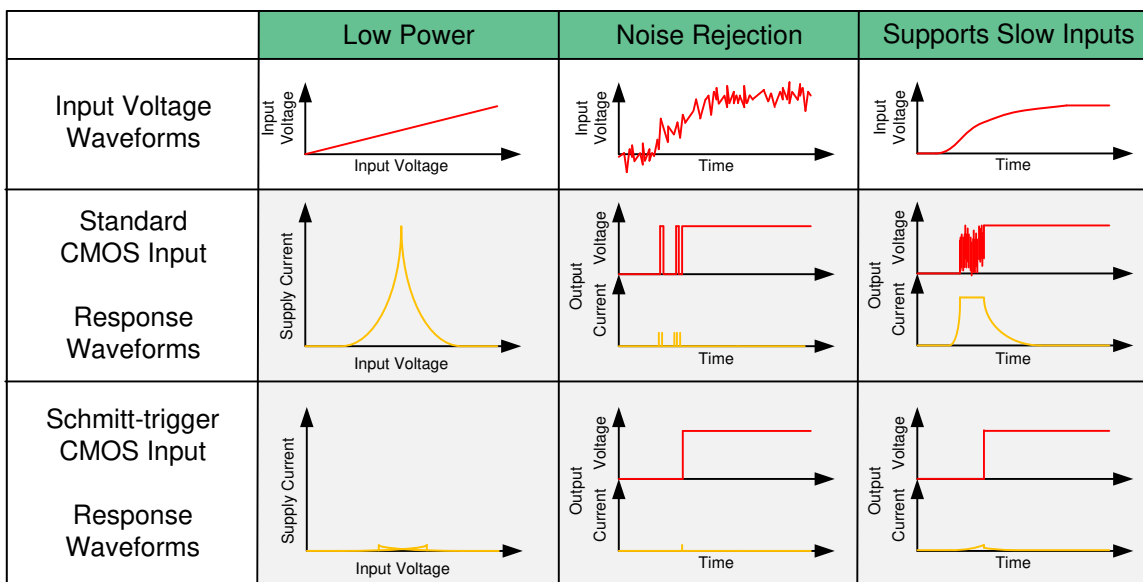 Low Power
Noise Rejection
Supports Slow Inputs
Input Voltage
Waveforms
Input
Voltage
Input Voltage
Input
Voltage
Time
Input
Voltage
Time
Standard
CMOS Input
Response
Waveforms
Supply Current
Input Voltage
Output
Voltage
Current
Time
Output
Voltage
Current
Time
Schmitt-trigger
CMOS Input
Response
Waveforms
Supply Current
Input Voltage
Output
Voltage
Current
Time
Output
Voltage
Current
Time